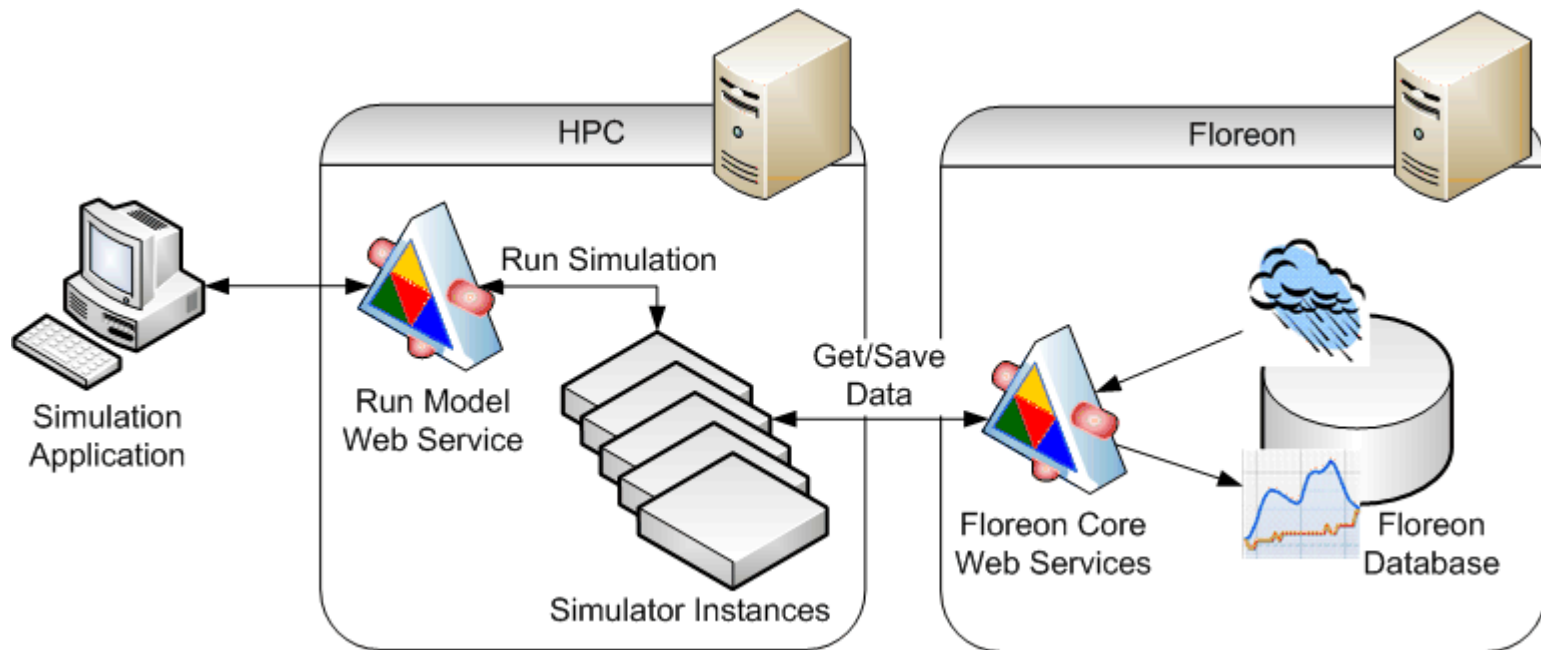 HPC
Floreon
Run Simulation
Get/Save
Data
Simulation
Application
Run Model
Web Service
Simulator Instances
Floreon Core
Web Services
Floreon
Database